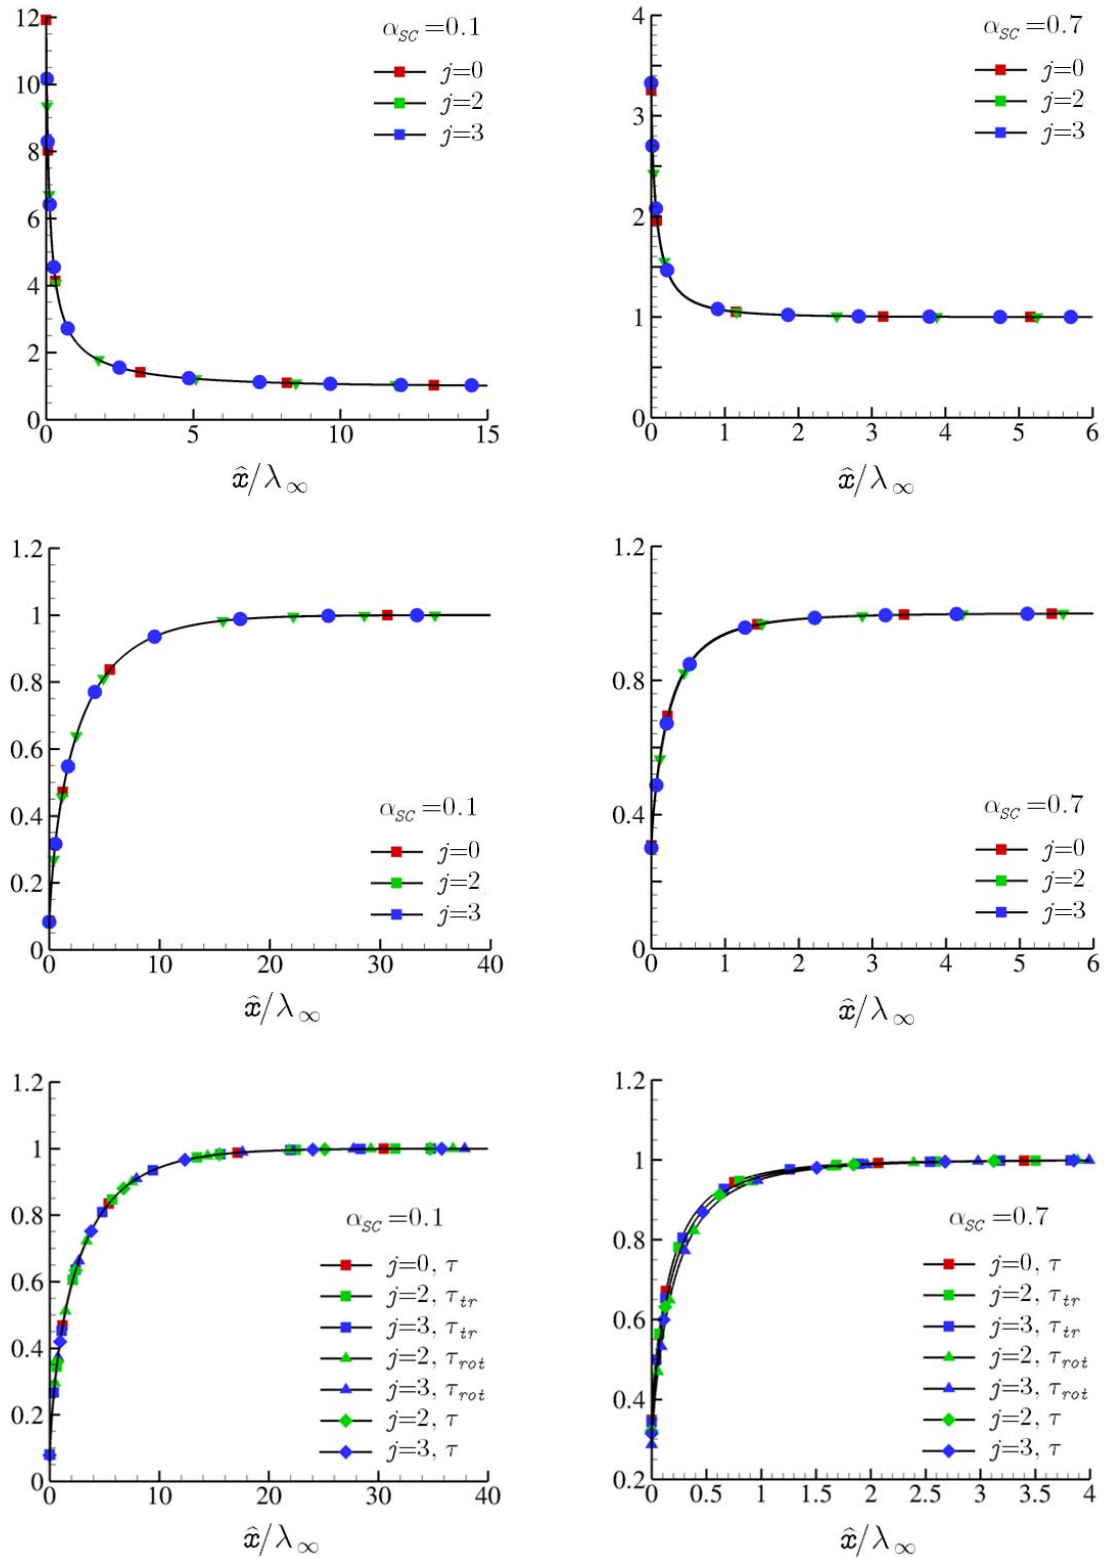 12
10
8
6
4
2
0
0 5 10 15
α_SC=0.1
j=0
j=2
j=3
x̂/λ∞
4
3
2
1
0
0 1 2 3 4 5 6
α_SC=0.7
j=0
j=2
j=3
x̂/λ∞
1.2
1
0.8
0.6
0.4
0.2
0
0 10 20 30 40
α_SC=0.1
j=0
j=2
j=3
x̂/λ∞
1.2
1
0.8
0.4
0
0 1 2 3 4 5 6
α_SC=0.7
j=0
j=2
j=3
x̂/λ∞
1.2
1
0.8
0.6
0.4
0.2
0
0 10 20 30 40
α_SC=0.1
j=0, τ
j=2, τ_tr
j=3, τ_tr
j=2, τ_rot
j=3, τ_rot
j=2, τ
j=3, τ
x̂/λ∞
1.2
1
0.8
0.6
0.4
0.2
0 0.5 1 1.5 2 2.5 3 3.5 4
α_SC=0.7
j=0, τ
j=2, τ_tr
j=3, τ_tr
j=2, τ_rot
j=3, τ_rot
j=2, τ
j=3, τ
x̂/λ∞